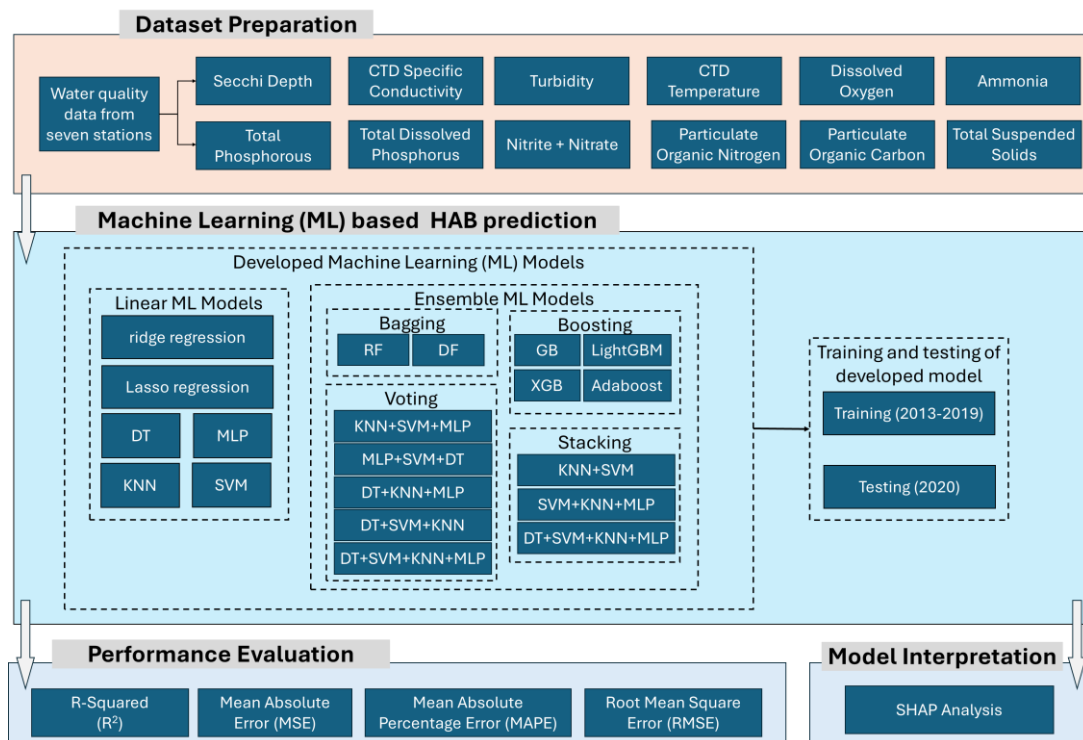 Dataset Preparation
Water quality
data from
seven stations
Secchi Depth
CTD Specific
Conductivity
Turbidity
CTD
Temperature
Dissolved
Oxygen
Ammonia
Total
Phosphorous
Total Dissolved
Phosphorus
Nitrite + Nitrate
Particulate
Organic Nitrogen
Particulate
Organic Carbon
Total Suspended
Solids
Machine Learning (ML) based HAB prediction
Developed Machine Learning (ML) Models
Linear ML Models
ridge regression
Lasso regression
DT
MLP
KNN
SVM
Ensemble ML Models
Bagging
RF
DF
Boosting
GB
LightGBM
XGB
Adaboost
Voting
KNN+SVM+MLP
MLP+SVM+DT
DT+KNN+MLP
DT+SVM+KNN
DT+SVM+KNN+MLP
Stacking
KNN+SVM
SVM+KNN+MLP
DT+SVM+KNN+MLP
Training and testing of
developed model
Training (2013-2019)
Testing (2020)
Performance Evaluation
R-Squared
(R²)
Mean Absolute
Error (MSE)
Mean Absolute
Percentage Error (MAPE)
Root Mean Square
Error (RMSE)
Model Interpretation
SHAP Analysis